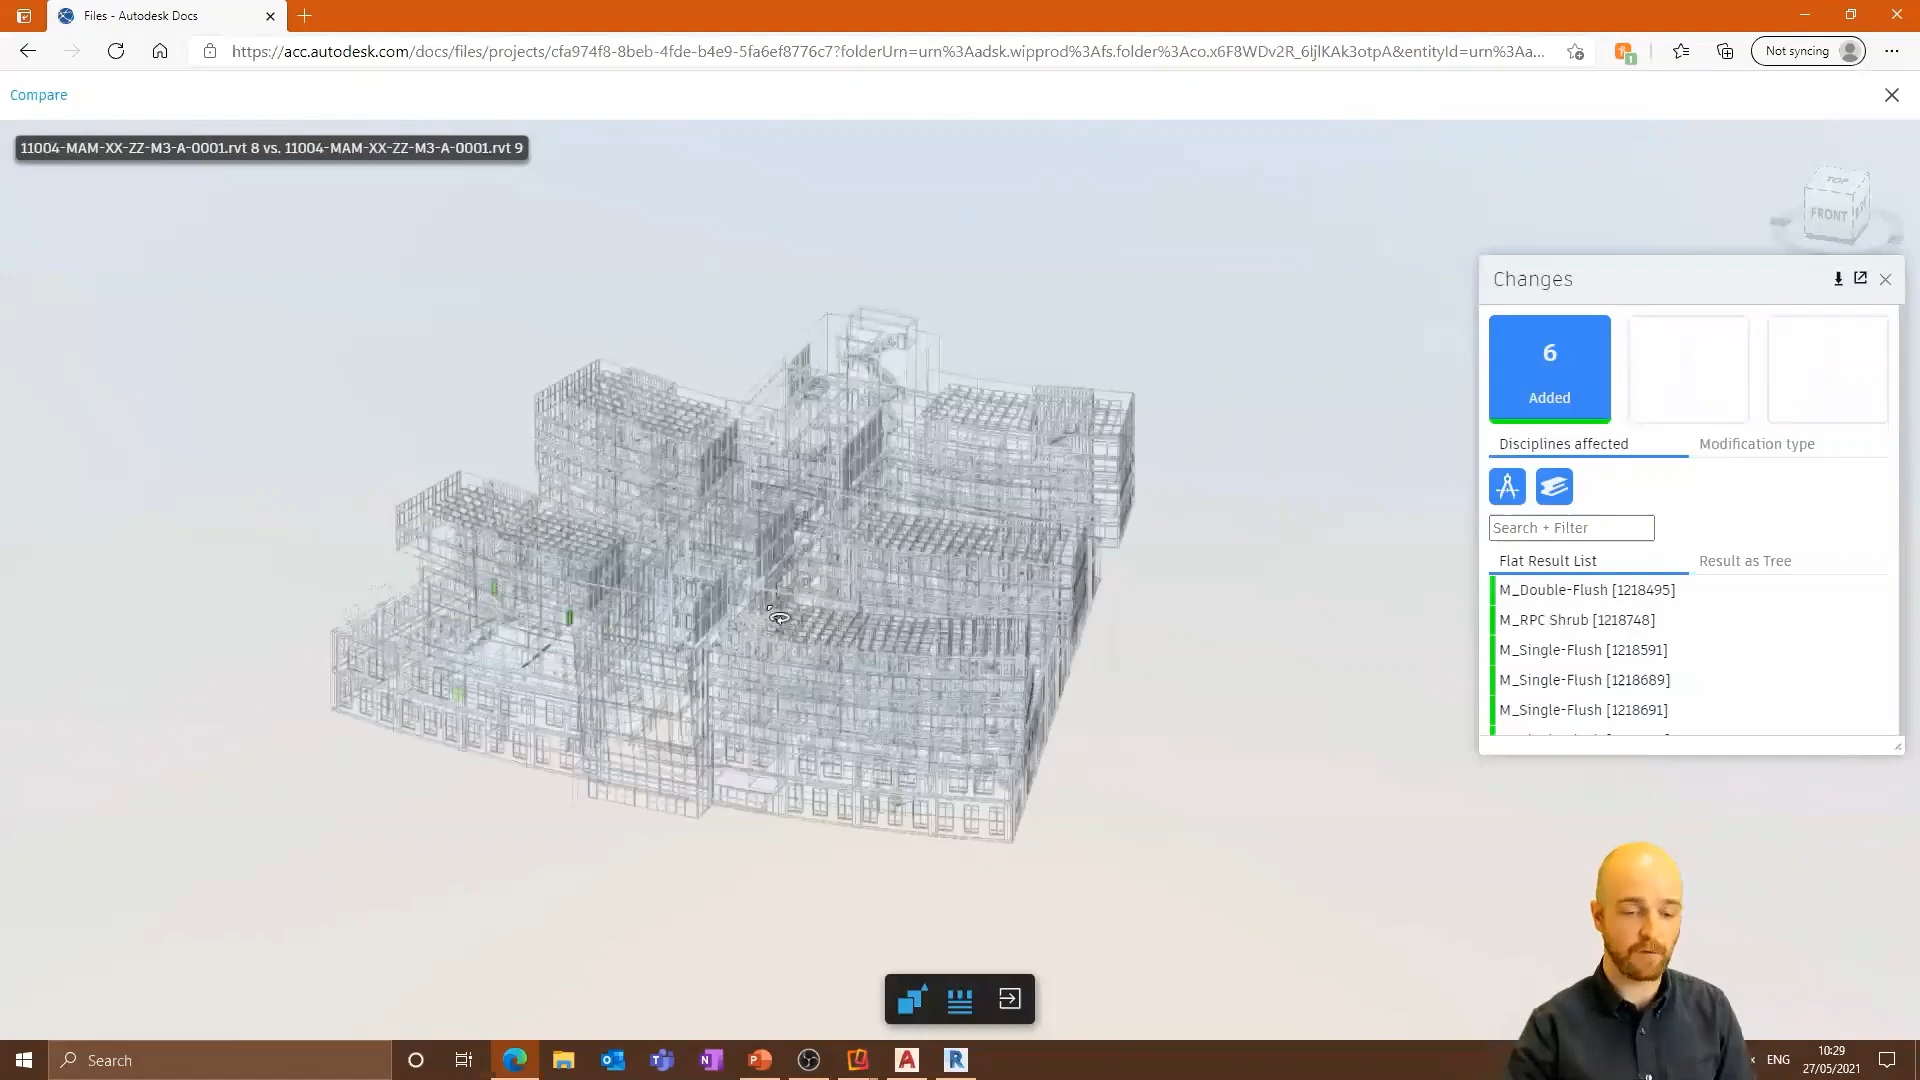 Files - Autodesk Docs
https://acc.autodesk.com/docs/files/projects/cfa974f8-8beb-4fde-b4e9-5fa6ef8776c7?folderUrn=urn%3Aadsk.wipprod%3Afs.folder%3Aco.x6F8WDv2R_6ljlKAk3otpA&entityId=urn%3Aa...
Not syncing
Compare
11004-MAM-XX-ZZ-M3-A-0001.rvt 8 vs. 11004-MAM-XX-ZZ-M3-A-0001.rvt 9
TOP
FRONT
Changes
6
Added
Disciplines affected
Modification type
Search + Filter
Flat Result List
Result as Tree
M_Double-Flush [1218495]
M_RPC Shrub [1218748]
M_Single-Flush [1218591]
M_Single-Flush [1218689]
M_Single-Flush [1218691]
Search
ENG
10:29
27/05/2021